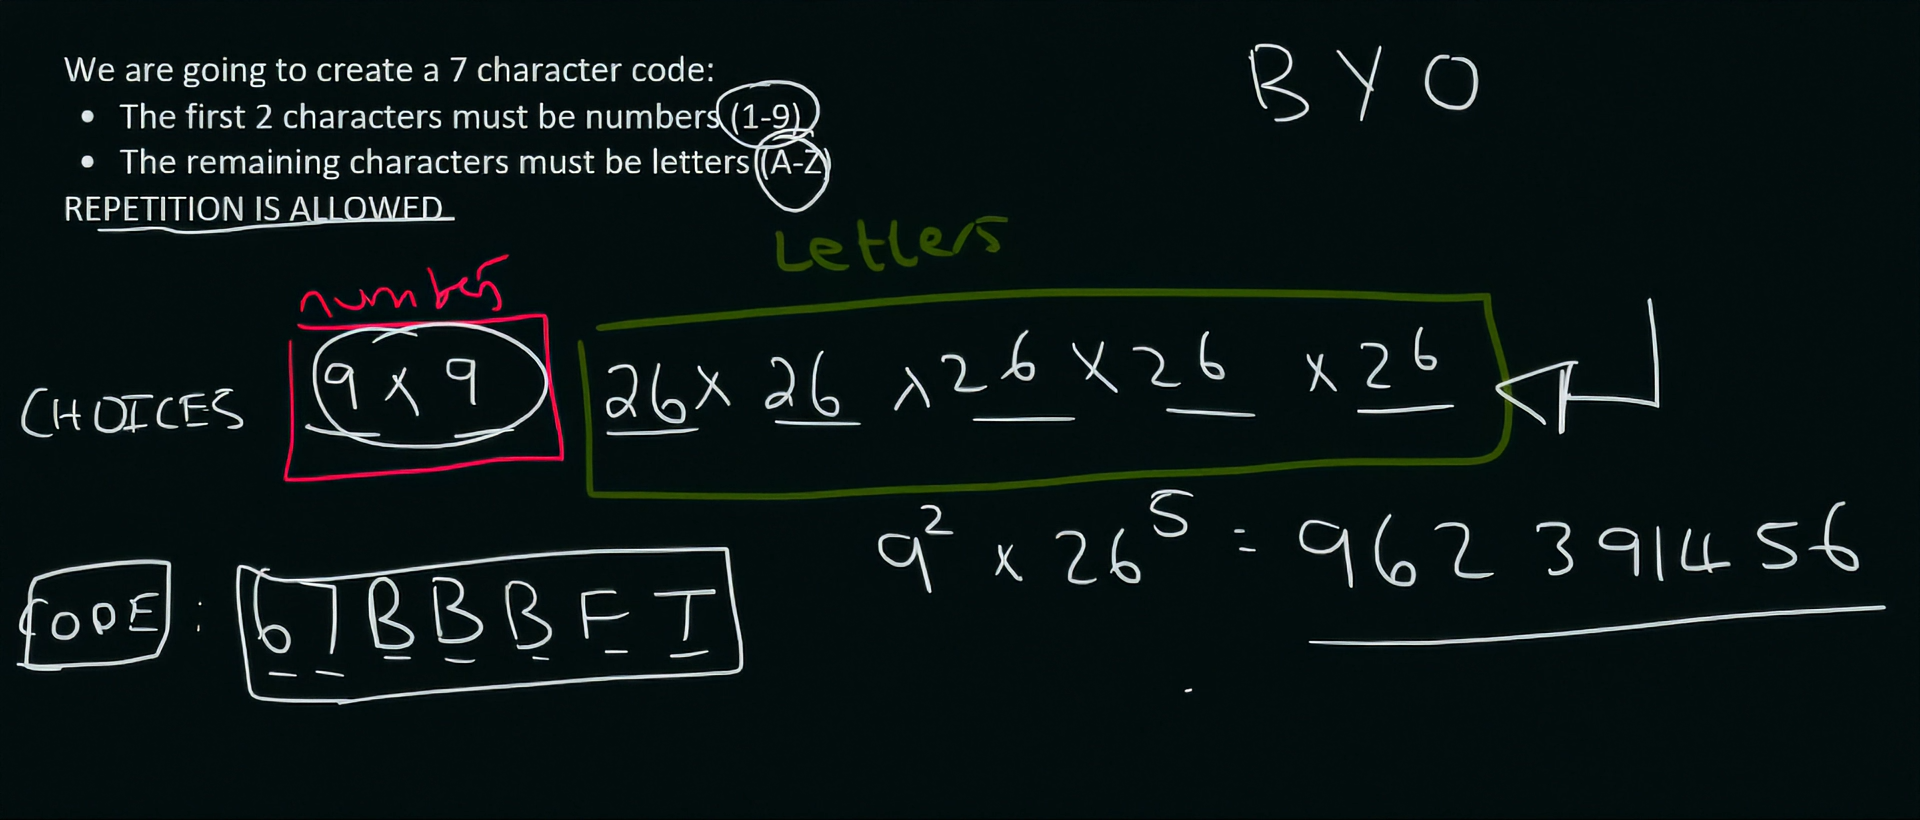 We are going to create a 7 character code:
• The first 2 characters must be numbers (1-9)
• The remaining characters must be letters (A-Z)
REPETITION IS ALLOWED
B Y O
Letters
numbers
CHOICES 9 x 9 26 x 26 x 26 x 26 x 26
9² x 26⁵ = 962 391456
CODE: 67BBBFT